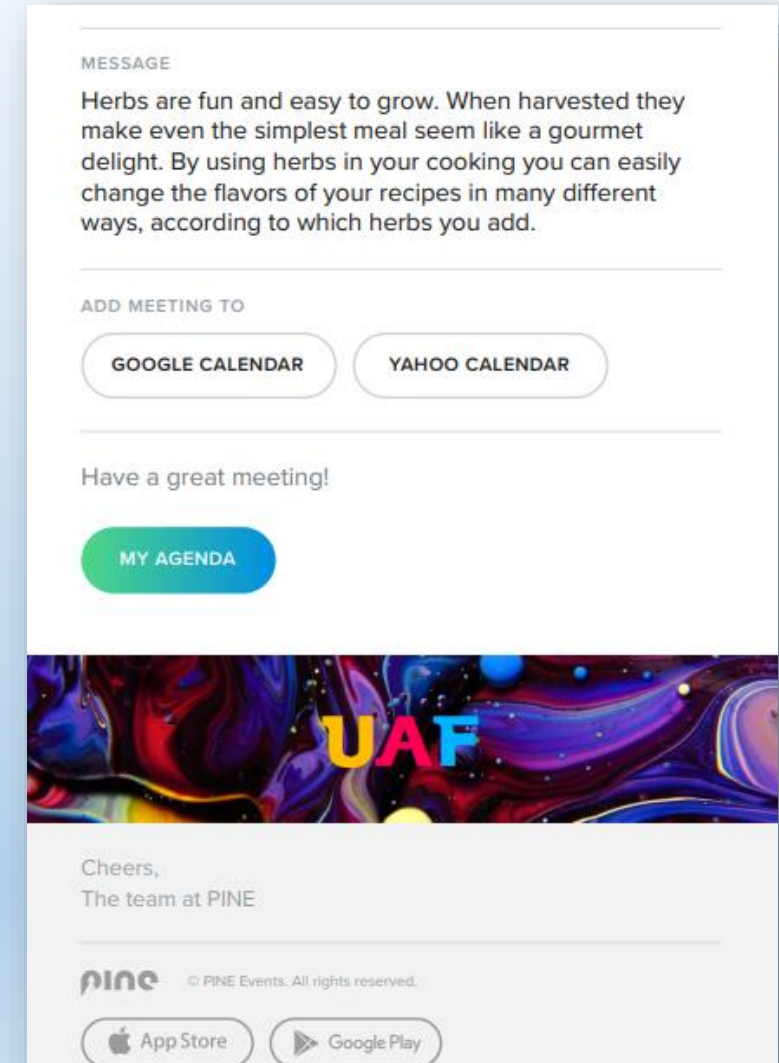 MESSAGE
Herbs are fun and easy to grow. When harvested they
make even the simplest meal seem like a gourmet
delight. By using herbs in your cooking you can easily
change the flavors of your recipes in many different
ways, according to which herbs you add.
ADD MEETING TO
GOOGLE CALENDAR
YAHOO CALENDAR
Have a great meeting!
MY AGENDA
UAF
Cheers,
The team at PINE
pine © PINE Events. All rights reserved.
App Store
Google Play